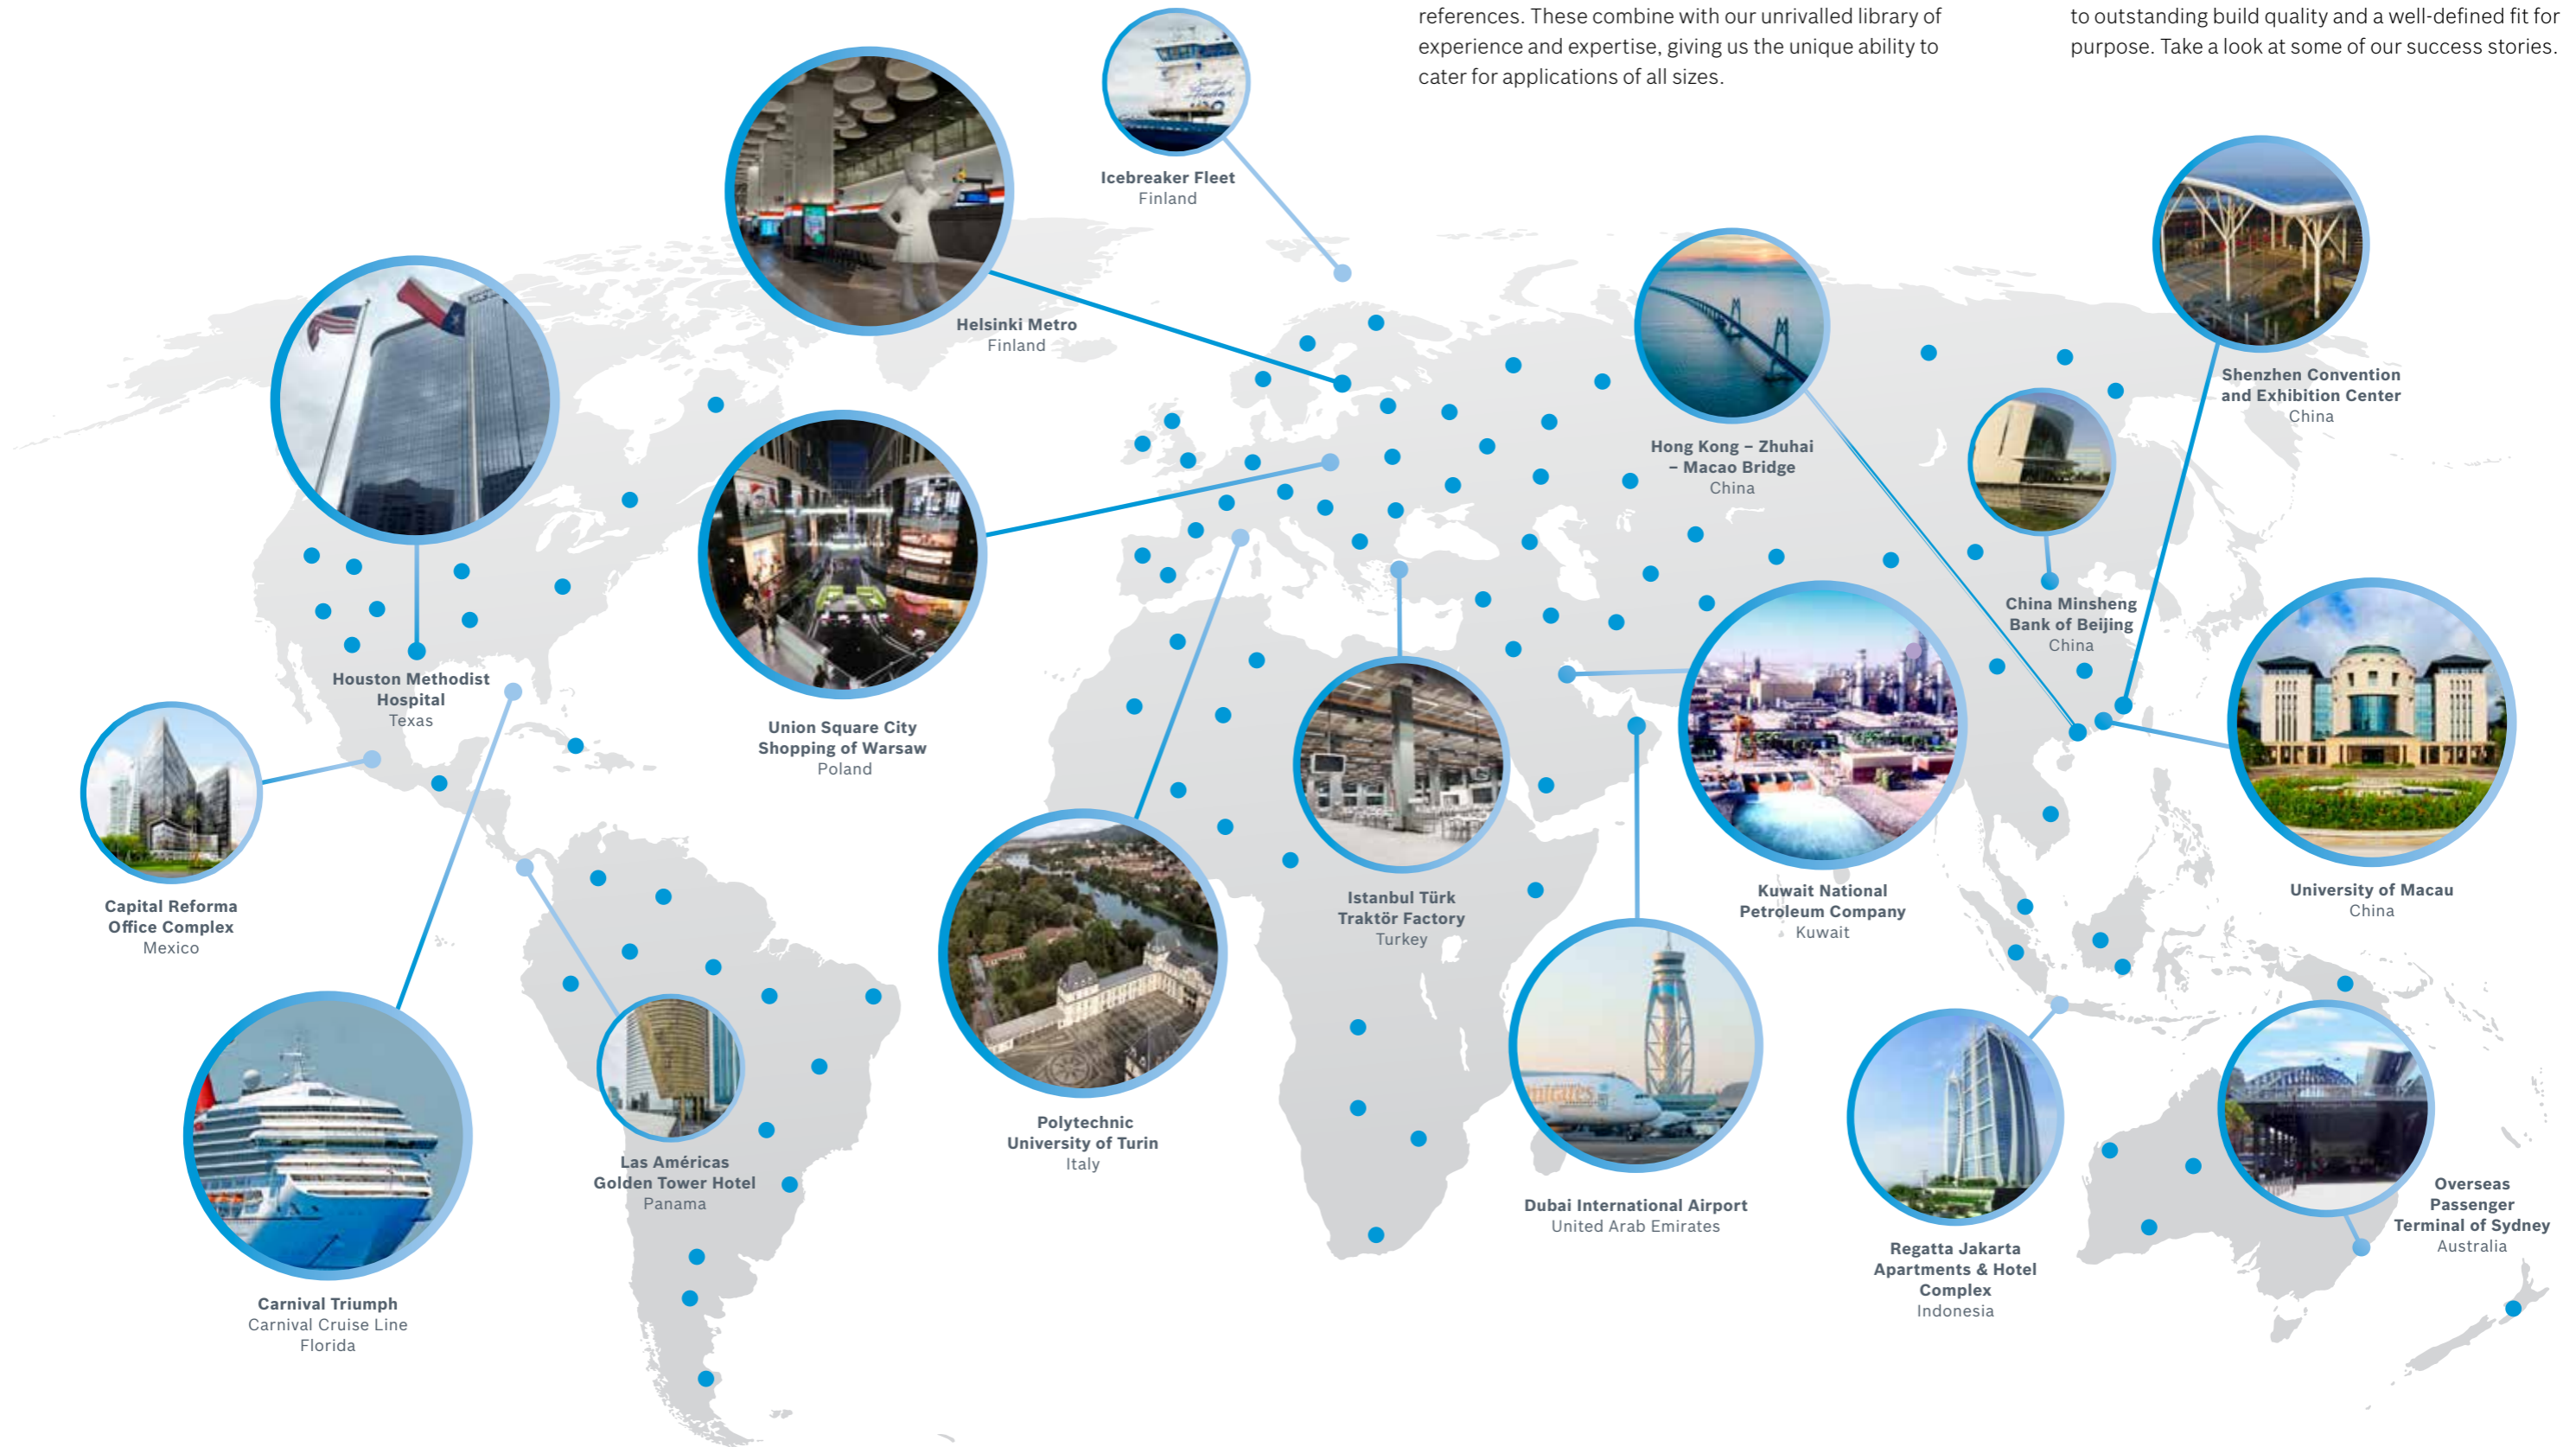 references. These combine with our unrivalled library of
experience and expertise, giving us the unique ability to
cater for applications of all sizes.
to outstanding build quality and a well-defined fit for
purpose. Take a look at some of our success stories.
Icebreaker Fleet
Finland
Helsinki Metro
Finland
Shenzhen Convention
and Exhibition Center
China
Hong Kong – Zhuhai
– Macao Bridge
China
China Minsheng
Bank of Beijing
China
Houston Methodist
Hospital
Texas
Union Square City
Shopping of Warsaw
Poland
Capital Reforma
Office Complex
Mexico
Istanbul Türk
Traktör Factory
Turkey
Kuwait National
Petroleum Company
Kuwait
University of Macau
China
Polytechnic
University of Turin
Italy
Las Américas
Golden Tower Hotel
Panama
Dubai International Airport
United Arab Emirates
Overseas
Passenger
Terminal of Sydney
Australia
Regatta Jakarta
Apartments & Hotel
Complex
Indonesia
Carnival Triumph
Carnival Cruise Line
Florida